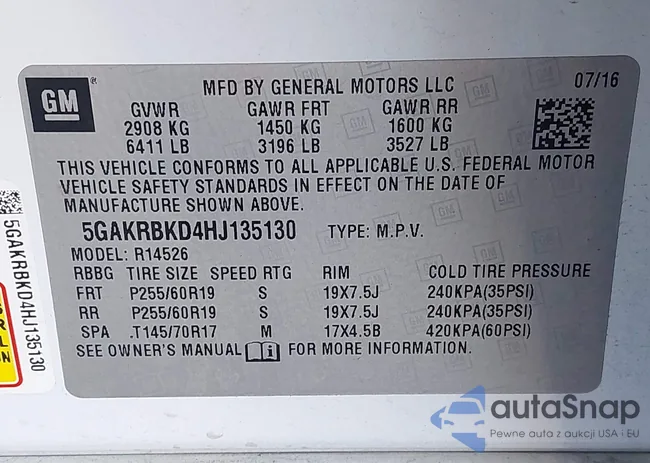 GM
MFD BY GENERAL MOTORS LLC 07/16
GVWR GAWR FRT GAWR RR
2908 KG 1450 KG 1600 KG
6411 LB 3196 LB 3527 LB
THIS VEHICLE CONFORMS TO ALL APPLICABLE U.S. FEDERAL MOTOR
VEHICLE SAFETY STANDARDS IN EFFECT ON THE DATE OF
MANUFACTURE SHOWN ABOVE.
5GAKRBKD4HJ135130 TYPE: M.P.V.
MODEL: R14526
RBBG TIRE SIZE SPEED RTG RIM COLD TIRE PRESSURE
FRT P255/60R19 S 19X7.5J 240KPA(35PSI)
RR P255/60R19 S 19X7.5J 240KPA(35PSI)
SPA .T145/70R17 M 17X4.5B 420KPA(60PSI)
SEE OWNER'S MANUAL i FOR MORE INFORMATION.
5GAKRBKD4HJ135130
autaSnap
Pewne auta z aukcji USA i EU